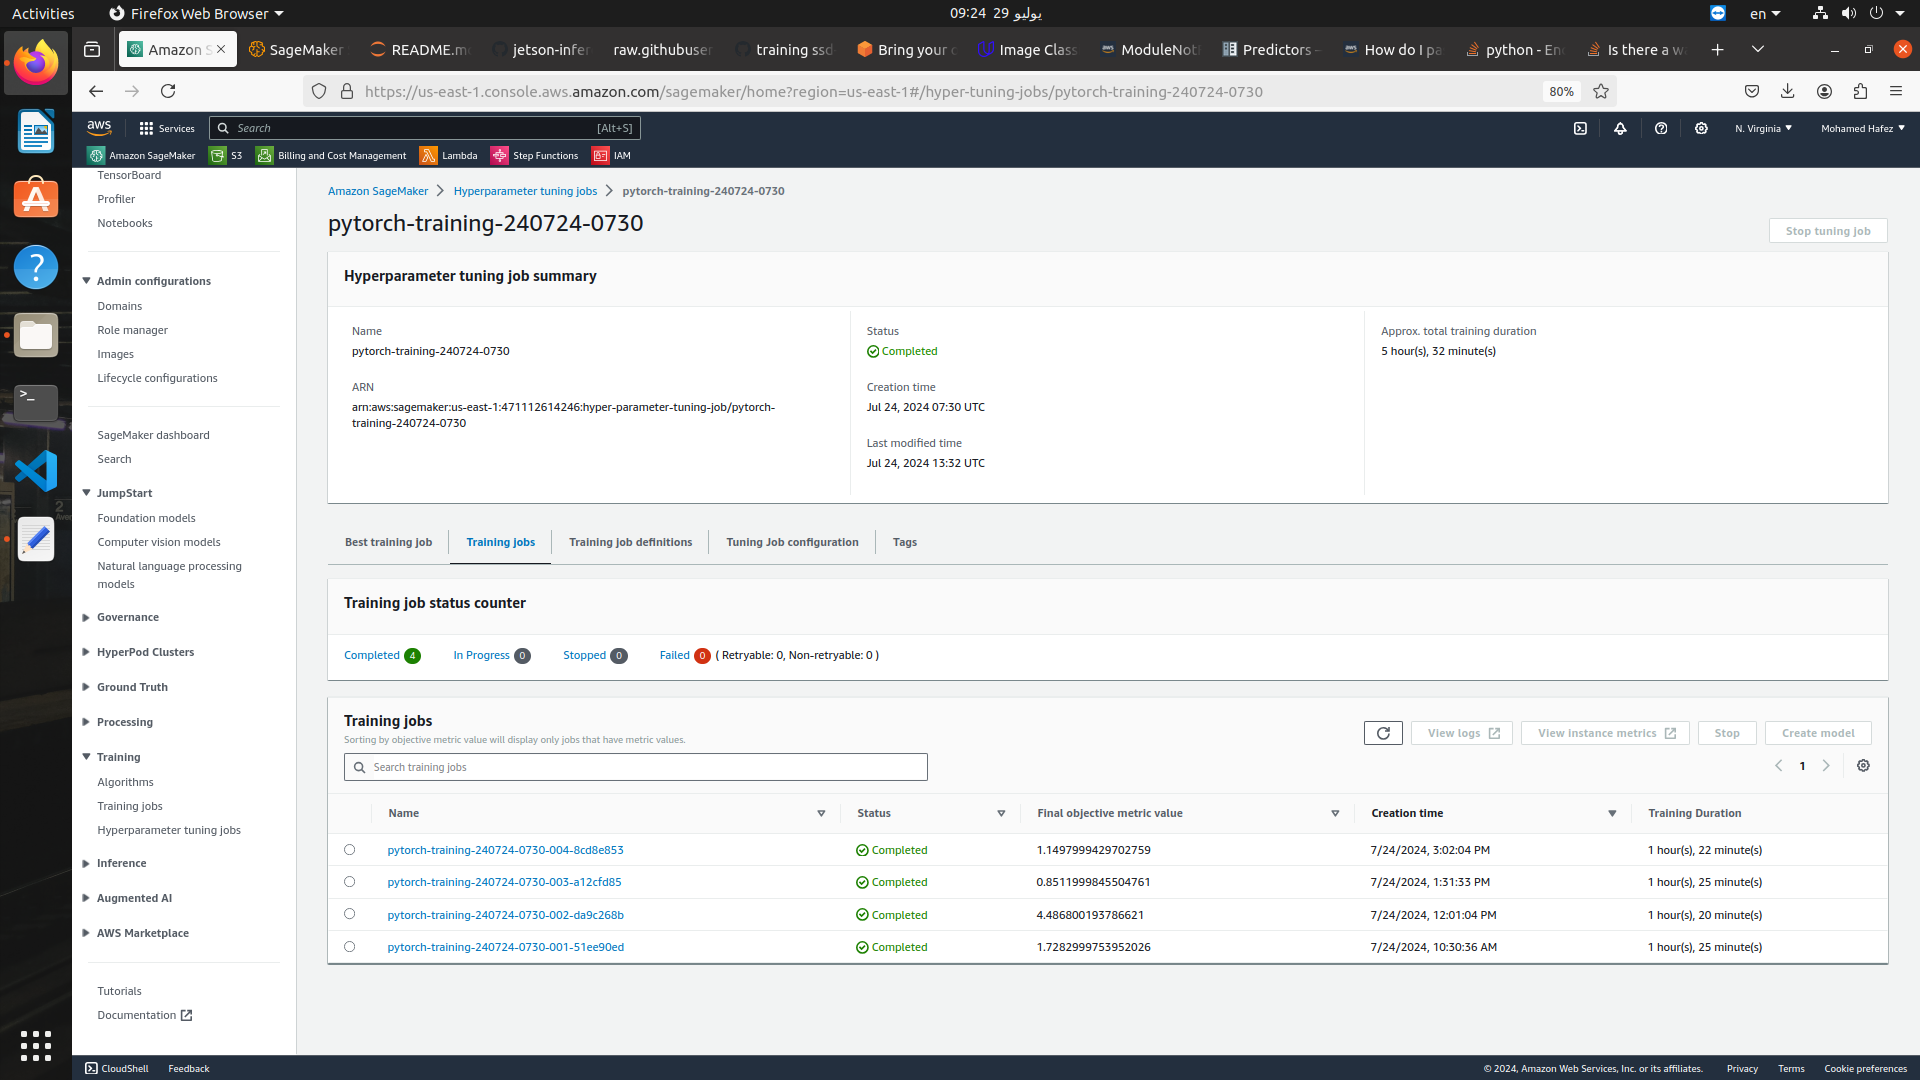 Activities
Firefox Web Browser
09:24 29 يوليو
en
Amazon S
SageMaker
README.m
jetson-infer
raw.githubuser
training ssd-
Bring your
Image Class
ModuleNot
Predictors
How do I pa
python - En
Is there a wa
https://us-east-1.console.aws.amazon.com/sagemaker/home?region=us-east-1#/hyper-tuning-jobs/pytorch-training-240724-0730
80%
aws
Services
Search
[Alt+S]
N. Virginia
Mohamed Hafez
Amazon SageMaker
S3
Billing and Cost Management
Lambda
Step Functions
IAM
TensorBoard
Profiler
Notebooks
Admin configurations
Domains
Role manager
Images
Lifecycle configurations
SageMaker dashboard
Search
JumpStart
Foundation models
Computer vision models
Natural language processing
models
Governance
HyperPod Clusters
Ground Truth
Processing
Training
Algorithms
Training jobs
Hyperparameter tuning jobs
Inference
Augmented AI
AWS Marketplace
Tutorials
Documentation
Amazon SageMaker
Hyperparameter tuning jobs
pytorch-training-240724-0730
pytorch-training-240724-0730
Stop tuning job
Hyperparameter tuning job summary
Name
pytorch-training-240724-0730
ARN
arn:aws:sagemaker:us-east-1:471112614246:hyper-parameter-tuning-job/pytorch-
training-240724-0730
Status
Completed
Creation time
Jul 24, 2024 07:30 UTC
Last modified time
Jul 24, 2024 13:32 UTC
Approx. total training duration
5 hour(s), 32 minute(s)
Best training job
Training jobs
Training job definitions
Tuning Job configuration
Tags
Training job status counter
Completed 4
In Progress 0
Stopped 0
Failed 0 ( Retryable: 0, Non-retryable: 0 )
Training jobs
Sorting by objective metric value will display only jobs that have metric values.
View logs
View instance metrics
Stop
Create model
Search training jobs
1
Name Status Final objective metric value Creation time Training Duration
pytorch-training-240724-0730-004-8cd8e853 Completed 1.1497999429702759 7/24/2024, 3:02:04 PM 1 hour(s), 22 minute(s)
pytorch-training-240724-0730-003-a12cfd85 Completed 0.8511999845504761 7/24/2024, 1:31:33 PM 1 hour(s), 25 minute(s)
pytorch-training-240724-0730-002-da9c268b Completed 4.486800193786621 7/24/2024, 12:01:04 PM 1 hour(s), 20 minute(s)
pytorch-training-240724-0730-001-51ee90ed Completed 1.7282999753952026 7/24/2024, 10:30:36 AM 1 hour(s), 25 minute(s)
CloudShell
Feedback
© 2024, Amazon Web Services, Inc. or its affiliates.
Privacy
Terms
Cookie preferences